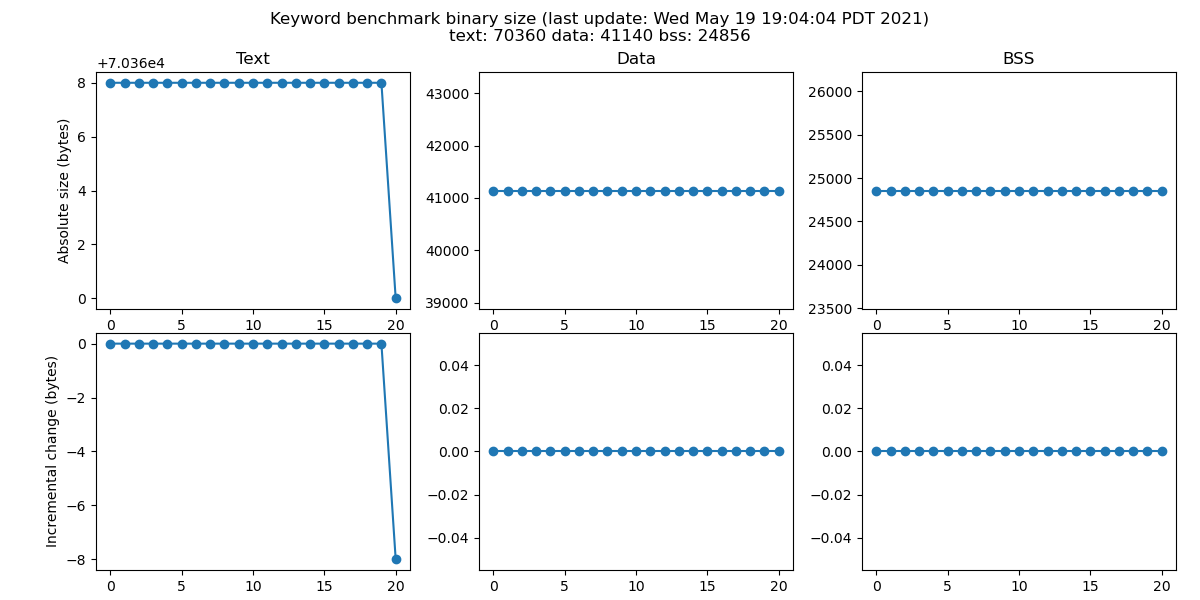 Keyword benchmark binary size (last update: Wed May 19 19:04:04 PDT 2021)
text: 70360 data: 41140 bss: 24856
Text
Data
BSS
+7.036e4
Absolute size (bytes)
8
6
4
2
0
0 5 10 15 20
43000
42000
41000
40000
39000
0 5 10 15 20
26000
25500
25000
24500
24000
23500
0 5 10 15 20
Incremental change (bytes)
0
−2
−4
−6
−8
0 5 10 15 20
0.04
0.02
0.00
−0.02
−0.04
0 5 10 15 20
0.04
0.02
0.00
−0.02
−0.04
0 5 10 15 20